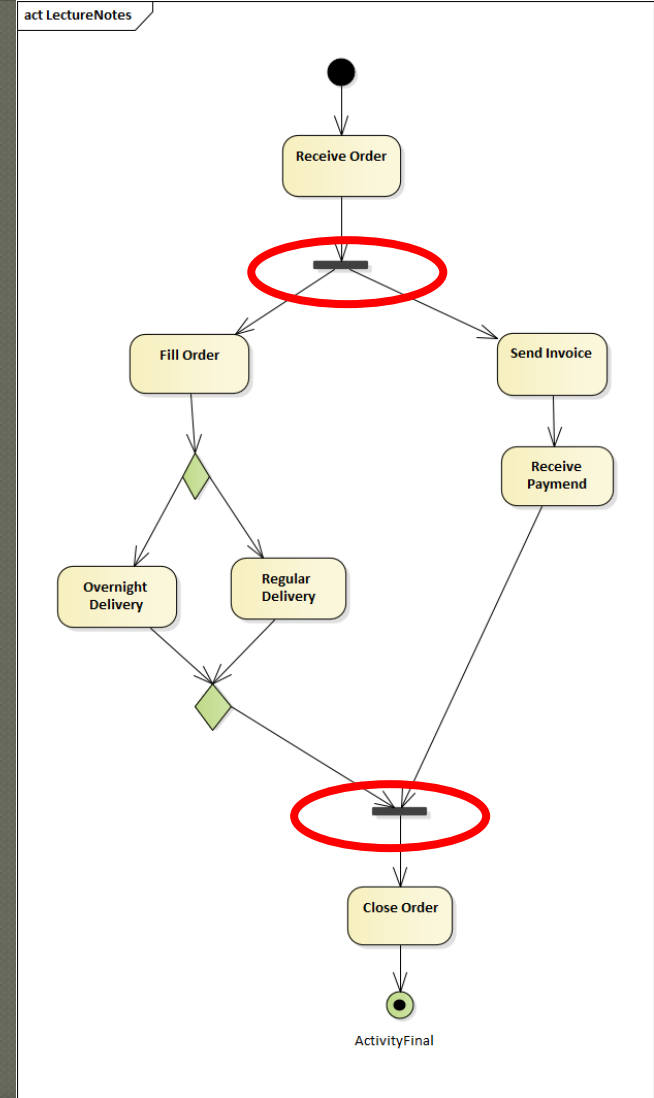 act LectureNotes
Receive Order
Fill Order
Send Invoice
Receive
Paymend
Overnight
Delivery
Regular
Delivery
Close Order
ActivityFinal